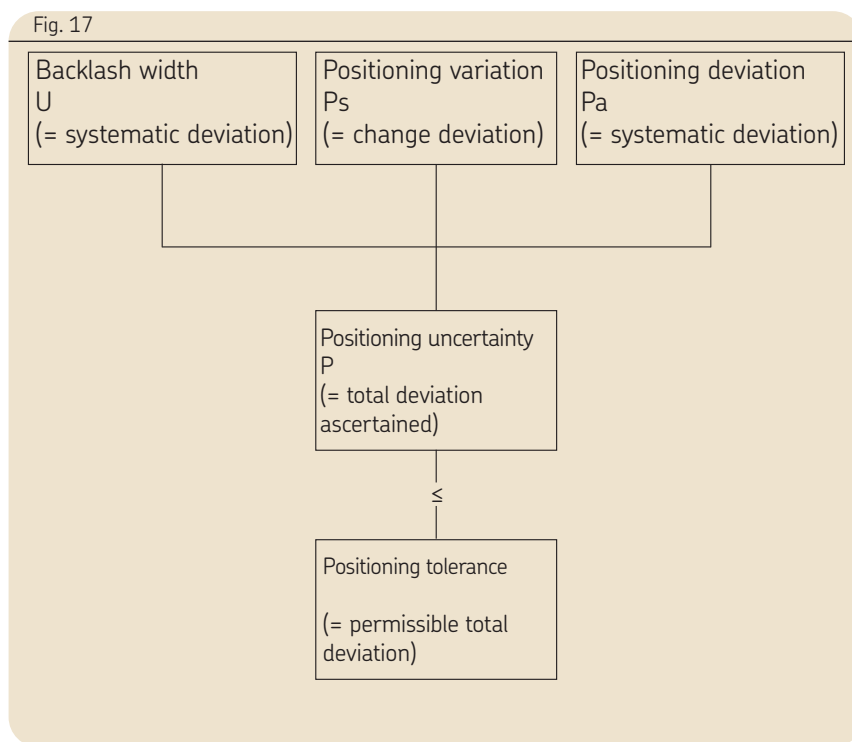 Fig. 17
Backlash width
U
(= systematic deviation)
Positioning variation
Ps
(= change deviation)
Positioning deviation
Pa
(= systematic deviation)
Positioning uncertainty
P
(= total deviation
ascertained)
≤
Positioning tolerance
(= permissible total
deviation)